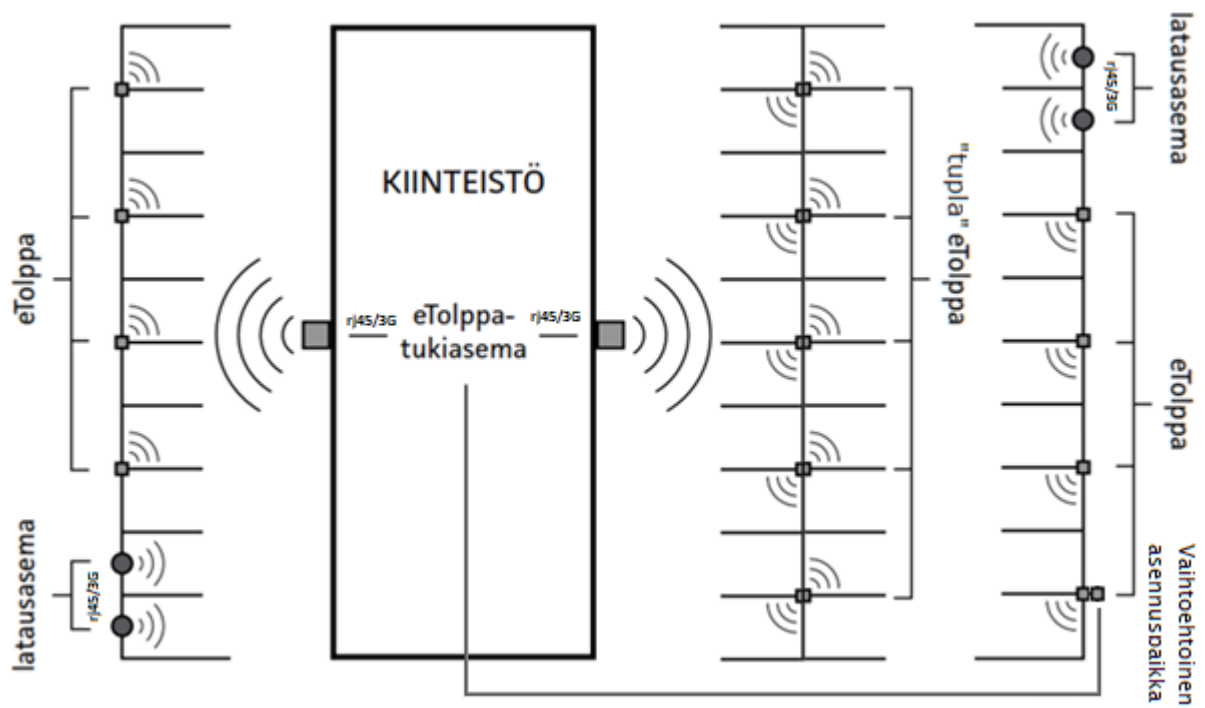 eTolppa
latausasema
rj45/3G
KIINTEISTÖ
rj45/3G
eTolppa-
tukiasema
rj45/3G
"tupla" eTolppa
latausasema
rj45/3G
eTolppa
Vaihtoehtoinen
asennuspaikka